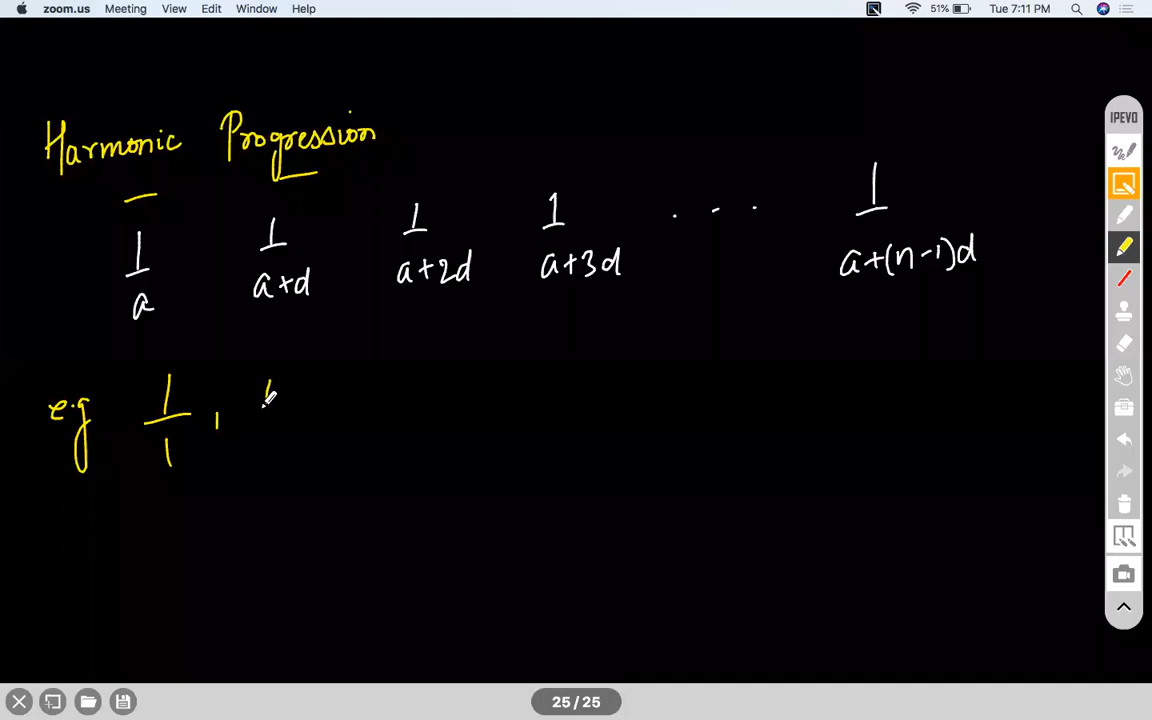 zoom.us Meeting View Edit Window Help 51% Tue 7:11 PM
IPEVO
Harmonic Progression
1/a 1/(a+d) 1/(a+2d) 1/(a+3d) . . . 1/(a+(n-1)d)
e.g 1/1 , 1
25 / 25